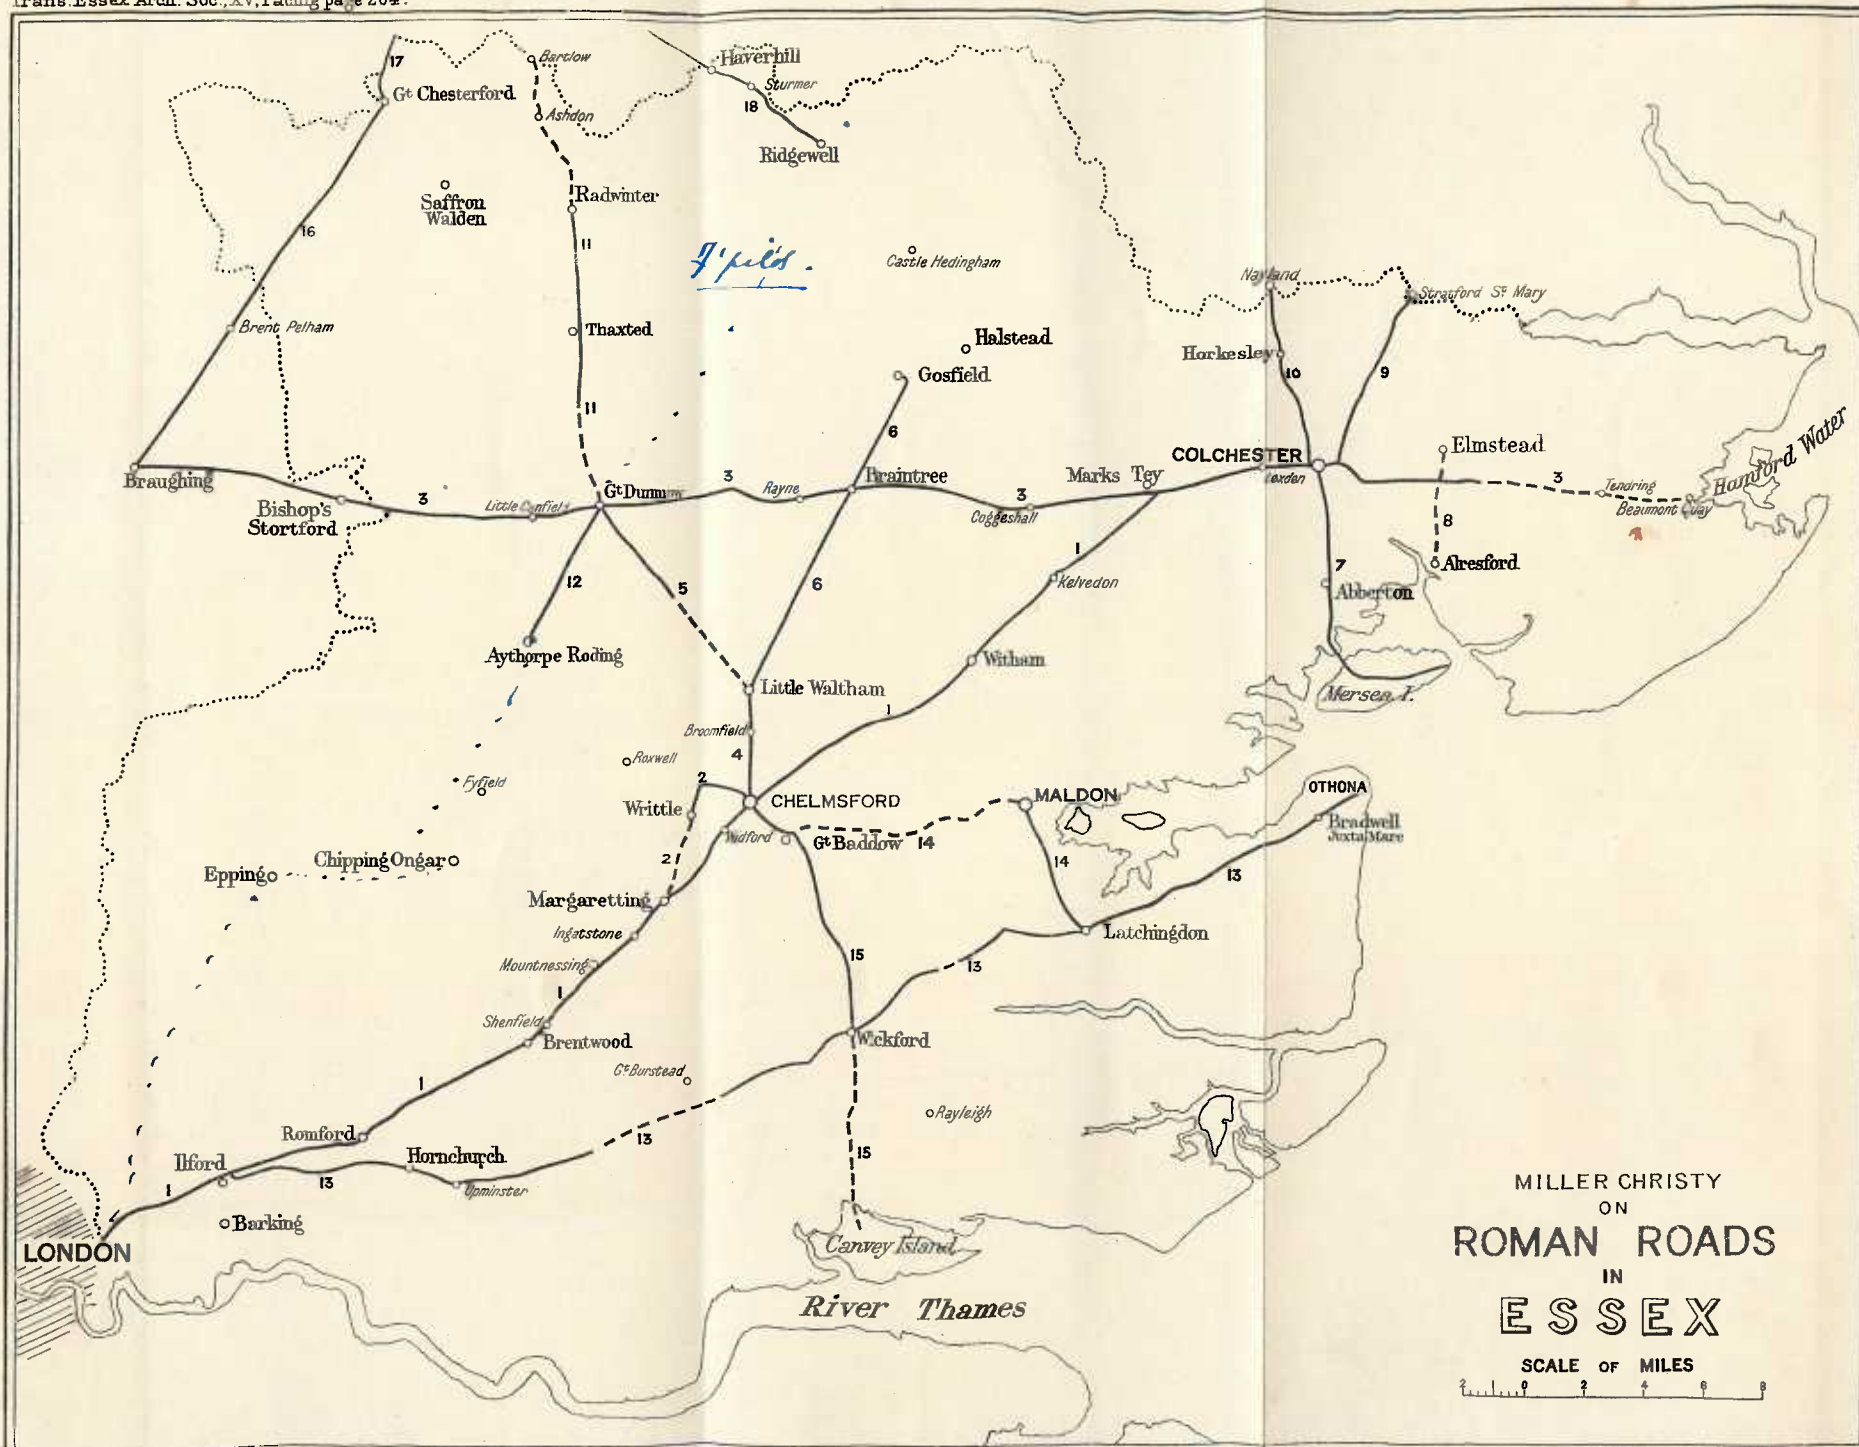 Trans. Essex Arch. Soc., XV, facing page 204.
17
Bartlow
Haverhill
Sturmer
Gt Chesterford
18
Ashdon
Ridgewell
Radwinter
Saffron
Walden
16
11
Castle Hedingham
Nayland
Stratford St Mary
Brent Pelham
Thaxted
Halstead
Horkesley
Gosfield
10
9
11
6
Hamford Water
Elmstead
COLCHESTER
Lexden
Braughing
3
Rayne
Braintree
Marks Tey
3
Tendring
Beaumont Quay
Bishop's
Stortford
3
Little Canfield
Gt Dunmow
3
Coggeshall
8
1
12
5
6
Kelvedon
7
Alresford
Abberton
Aythorpe Roding
Witham
Little Waltham
Mersea I.
1
Broomfield
4
Roxwell
Fyfield
2
Writtle
CHELMSFORD
MALDON
OTHONA
Bradwell
Juxta Mare
Widford
Gt Baddow
14
2
14
Chipping Ongar
Epping
13
Margaretting
Ingatstone
Latchingdon
Mountnessing
15
13
1
Shenfield
Brentwood
Wickford
Gt Burstead
1
Rayleigh
Romford
13
15
Ilford
Hornchurch
1
13
Upminster
Barking
LONDON
Canvey Island
River Thames
MILLER CHRISTY
ON
ROMAN ROADS
IN
ESSEX
SCALE OF MILES
2 1 0 2 4 6 8